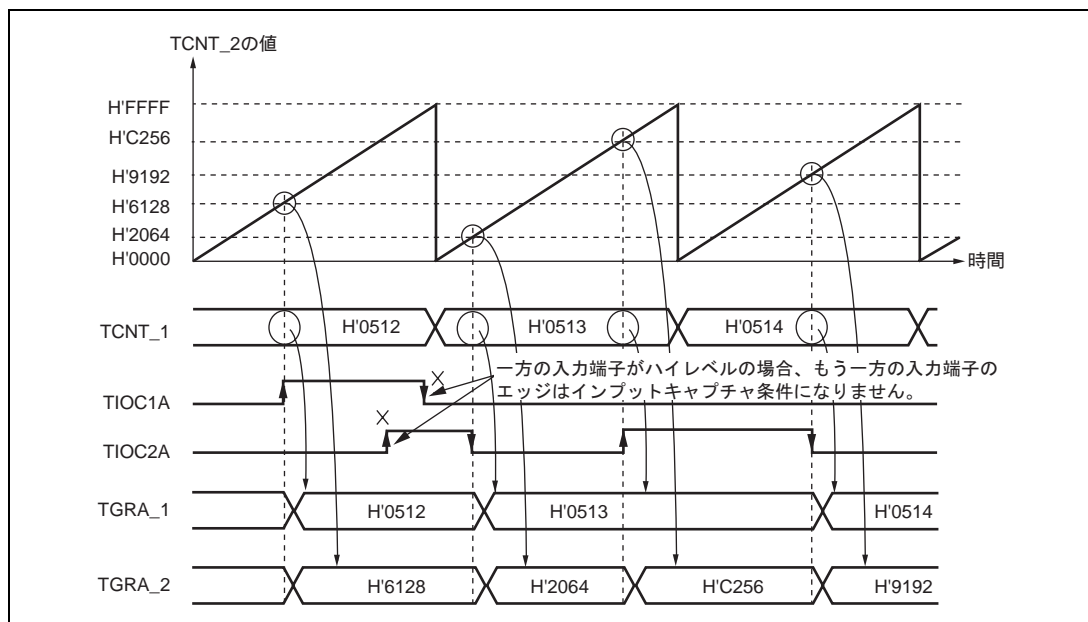 TCNT_2の値
H'FFFF
H'C256
H'9192
H'6128
H'2064
H'0000
時間
TCNT_1 H'0512 H'0513 H'0514
一方の入力端子がハイレベルの場合、もう一方の入力端子の
エッジはインプットキャプチャ条件になりません。
TIOC1A
TIOC2A
TGRA_1 H'0512 H'0513 H'0514
TGRA_2 H'6128 H'2064 H'C256 H'9192